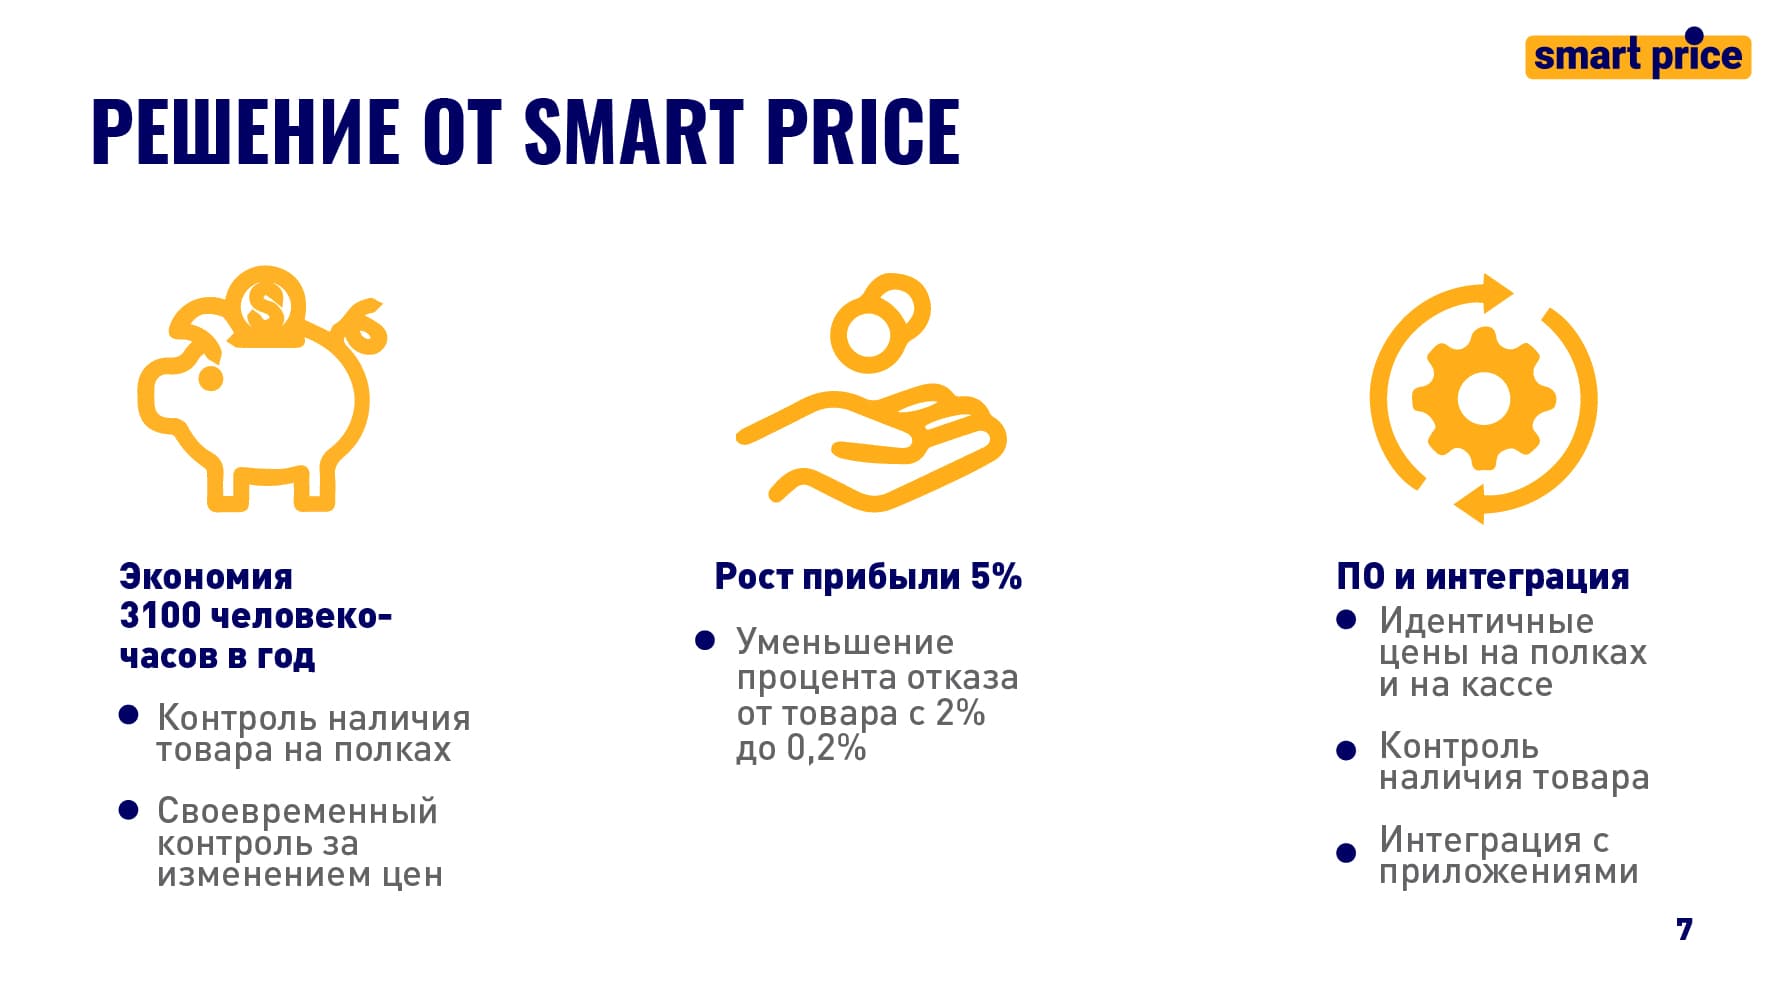 smart price
РЕШЕНИЕ ОТ SMART PRICE
$
Экономия
3100 человеко-
часов в год
Контроль наличия
товара на полках
Своевременный
контроль за
изменением цен
Рост прибыли 5%
Уменьшение
процента отказа
от товара с 2%
до 0,2%
ПО и интеграция
Идентичные
цены на полках
и на кассе
Контроль
наличия товара
Интеграция с
приложениями
7